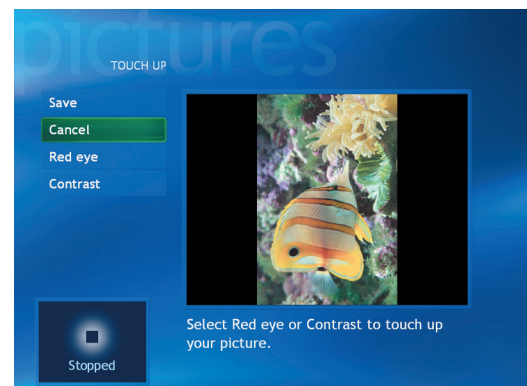 pictures
TOUCH UP
Save
Cancel
Red eye
Contrast
Select Red eye or Contrast to touch up
your picture.
Stopped